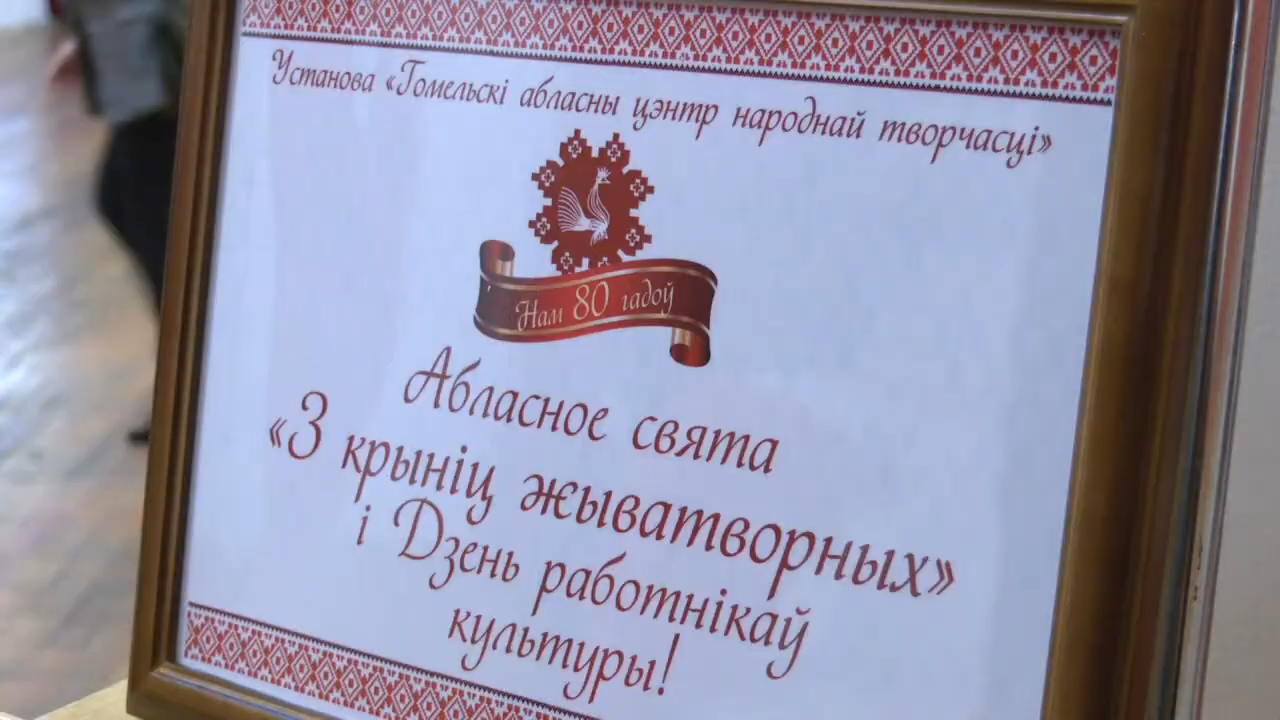 Установа «Гомельскі абласны цэнтр народнай творчасці»
Нам 80 гадоў
Абласное свята
«З крыніц жыватворных»
і Дзень работнікаў
культуры!